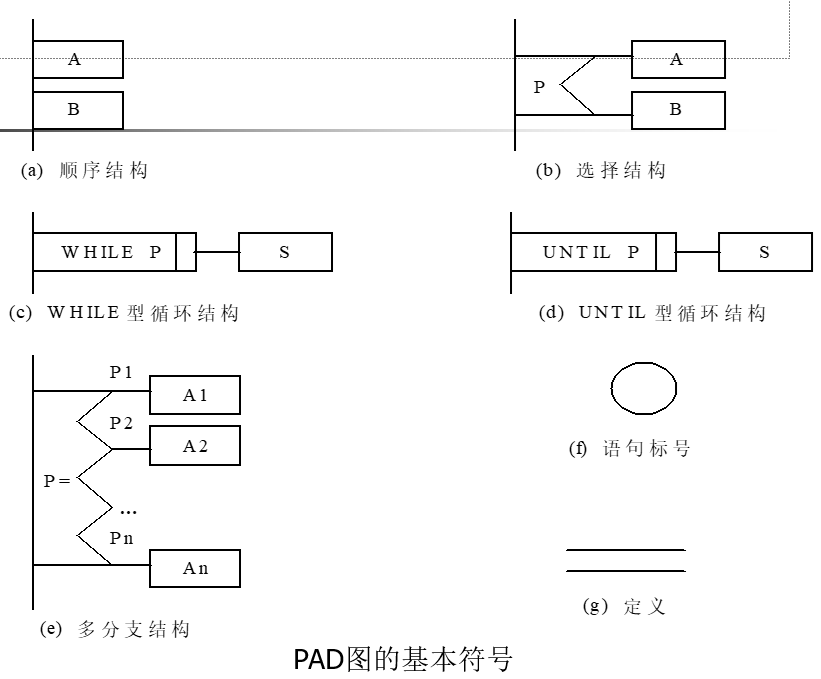 A
B
(a) 顺序结构
P
A
B
(b) 选择结构
WHILE P
S
(c) WHILE 型循环结构
UNTIL P
S
(d) UNTIL 型循环结构
P1
A1
P2
A2
P=
...
Pn
An
(e) 多分支结构
(f) 语句标号
(g) 定义
PAD图的基本符号